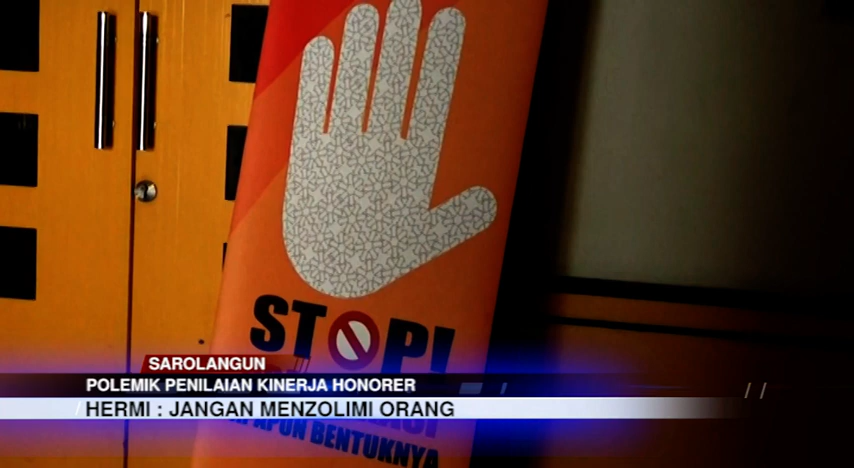 STOP!
APUN BENTUKNYA
SAROLANGUN
POLEMIK PENILAIAN KINERJA HONORER
HERMI : JANGAN MENZOLIMI ORANG